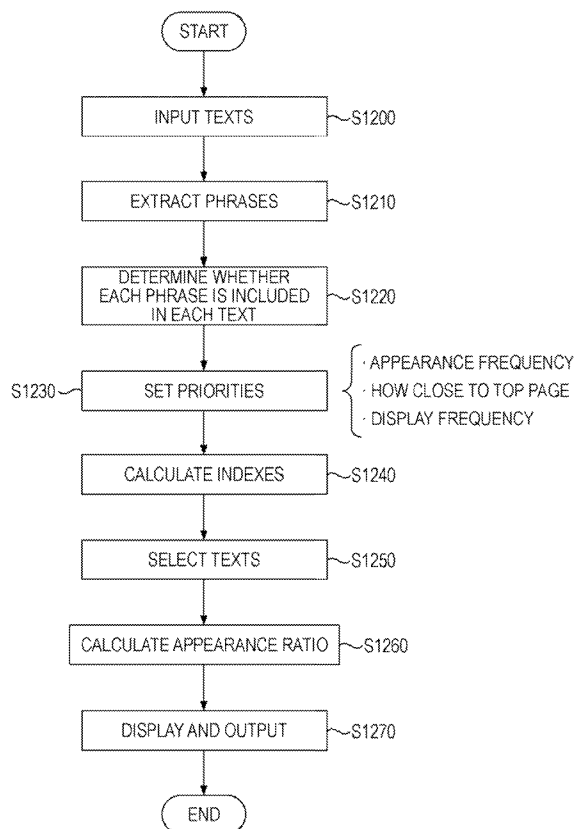 START
INPUT TEXTS
S1200
EXTRACT PHRASES
S1210
DETERMINE WHETHER
EACH PHRASE IS INCLUDED
IN EACH TEXT
S1220
S1230
SET PRIORITIES
· APPEARANCE FREQUENCY
· HOW CLOSE TO TOP PAGE
· DISPLAY FREQUENCY
CALCULATE INDEXES
S1240
SELECT TEXTS
S1250
CALCULATE APPEARANCE RATIO
S1260
DISPLAY AND OUTPUT
S1270
END